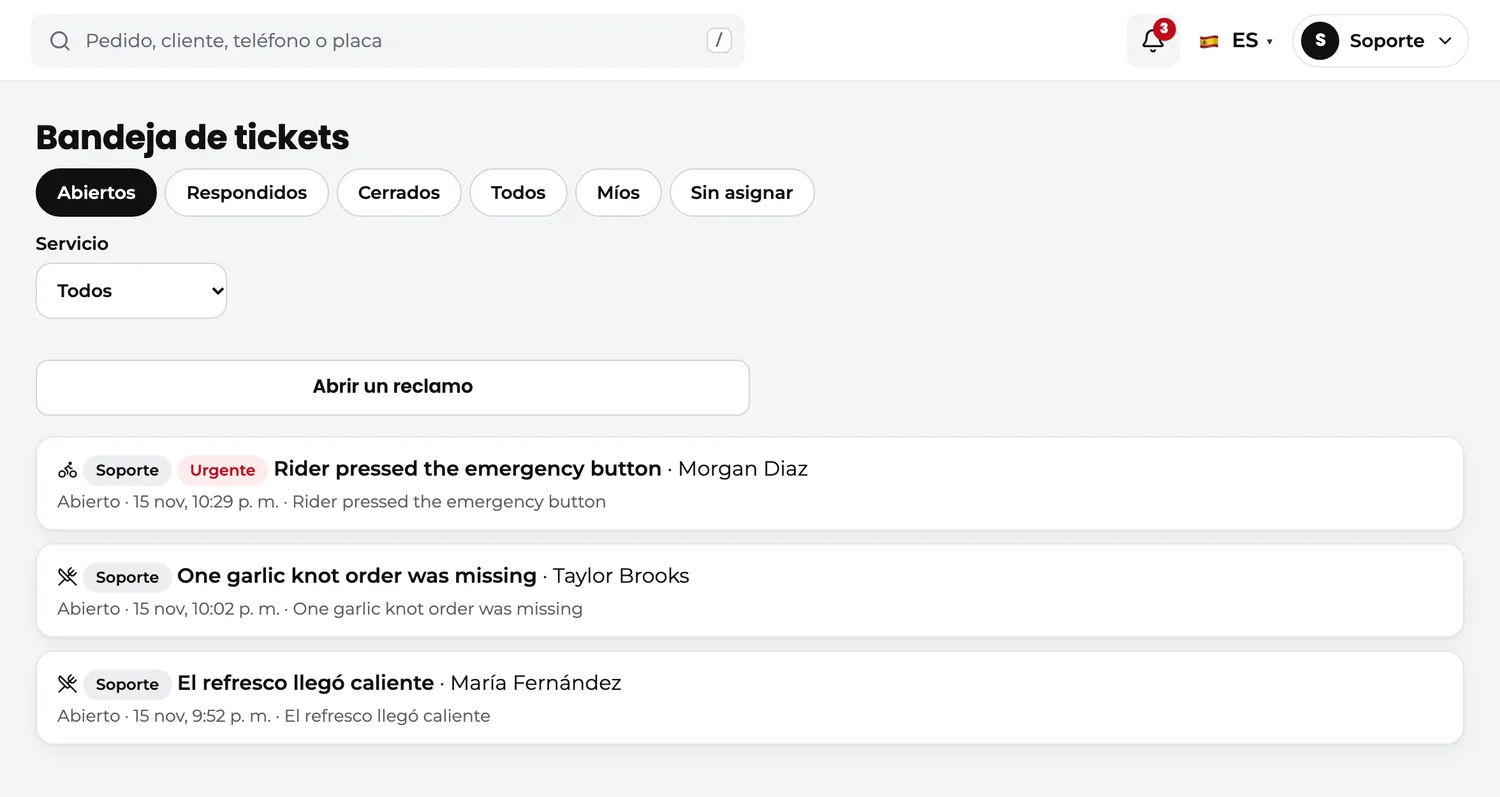 Pedido, cliente, teléfono o placa
/
3
ES
S
Soporte
Bandeja de tickets
Abiertos
Respondidos
Cerrados
Todos
Míos
Sin asignar
Servicio
Todos
Abrir un reclamo
Soporte Urgente Rider pressed the emergency button · Morgan Diaz
Abierto · 15 nov, 10:29 p. m. · Rider pressed the emergency button
Soporte One garlic knot order was missing · Taylor Brooks
Abierto · 15 nov, 10:02 p. m. · One garlic knot order was missing
Soporte El refresco llegó caliente · María Fernández
Abierto · 15 nov, 9:52 p. m. · El refresco llegó caliente